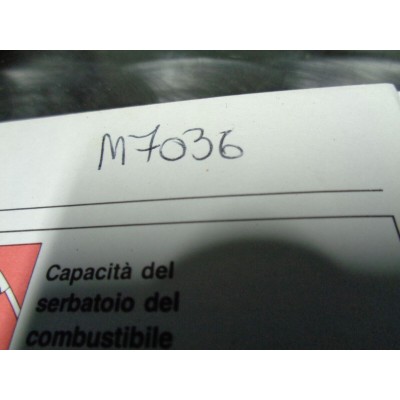 M7036
Capacità del
serbatoio del
combustibile